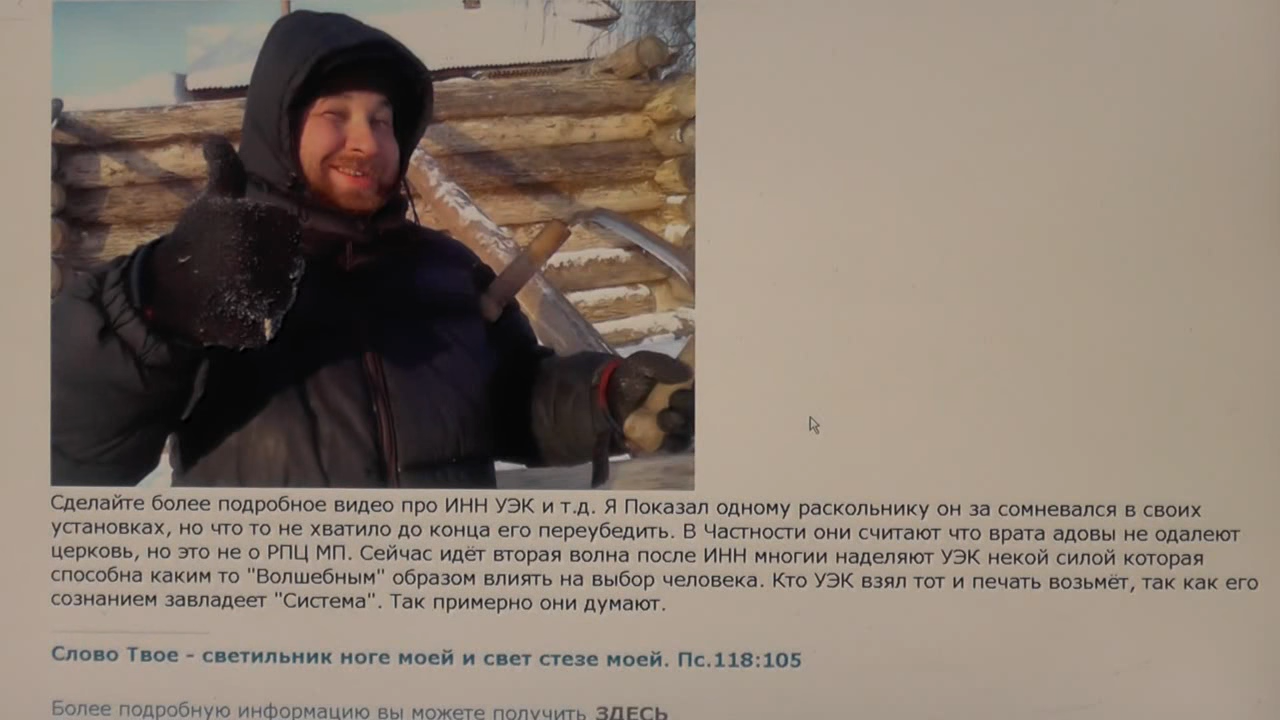 Сделайте более подробное видео про ИНН УЭК и т.д. Я Показал одному раскольнику он за сомневался в своих
установках, но что то не хватило до конца его переубедить. В Частности они считают что врата адовы не одалеют
церковь, но это не о РПЦ МП. Сейчас идёт вторая волна после ИНН многии наделяют УЭК некой силой которая
способна каким то "Волшебным" образом влиять на выбор человека. Кто УЭК взял тот и печать возьмёт, так как его
сознанием завладеет "Система". Так примерно они думают.
Слово Твое - светильник ноге моей и свет стезе моей. Пс.118:105
Более подробную информацию вы можете получить ЗДЕСЬ